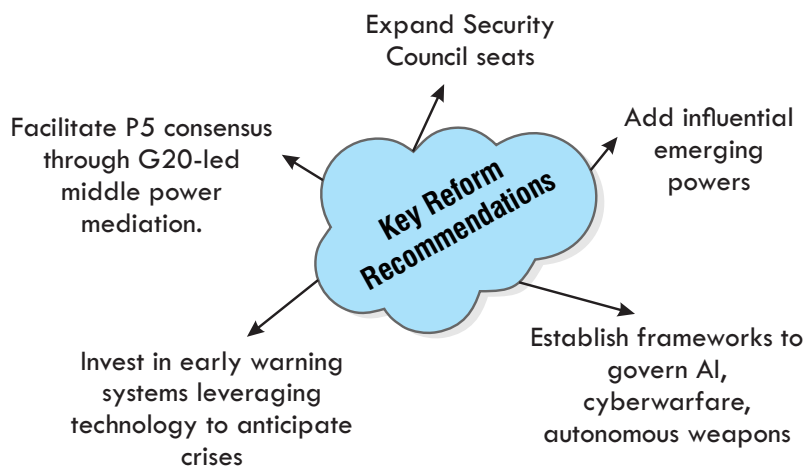 Expand Security
Council seats
Facilitate P5 consensus
through G20-led
middle power
mediation.
Add influential
emerging
powers
Key Reform
Recommendations
Invest in early warning
systems leveraging
technology to anticipate
crises
Establish frameworks to
govern AI,
cyberwarfare,
autonomous weapons